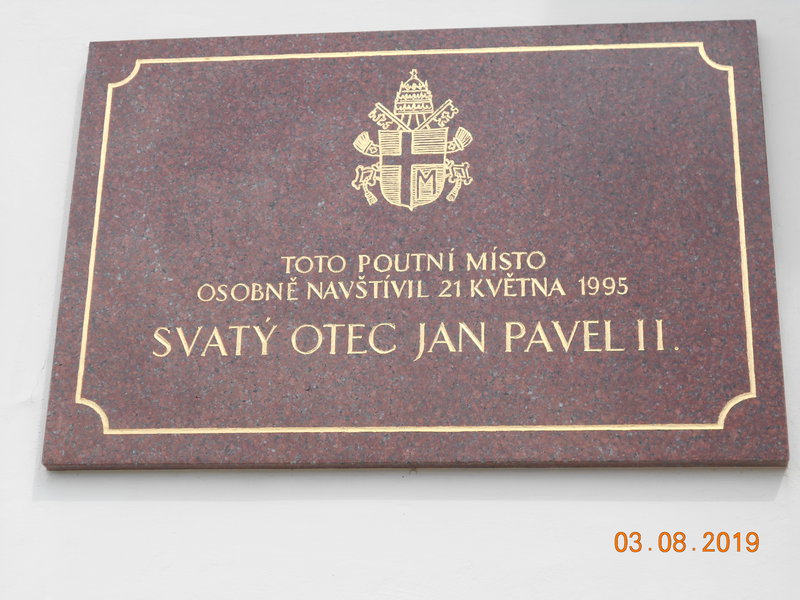 M
TOTO POUTNÍ MÍSTO
OSOBNĚ NAVŠTÍVIL 21 KVĚTNA 1995
SVATÝ OTEC JAN PAVEL II.
03.08.2019